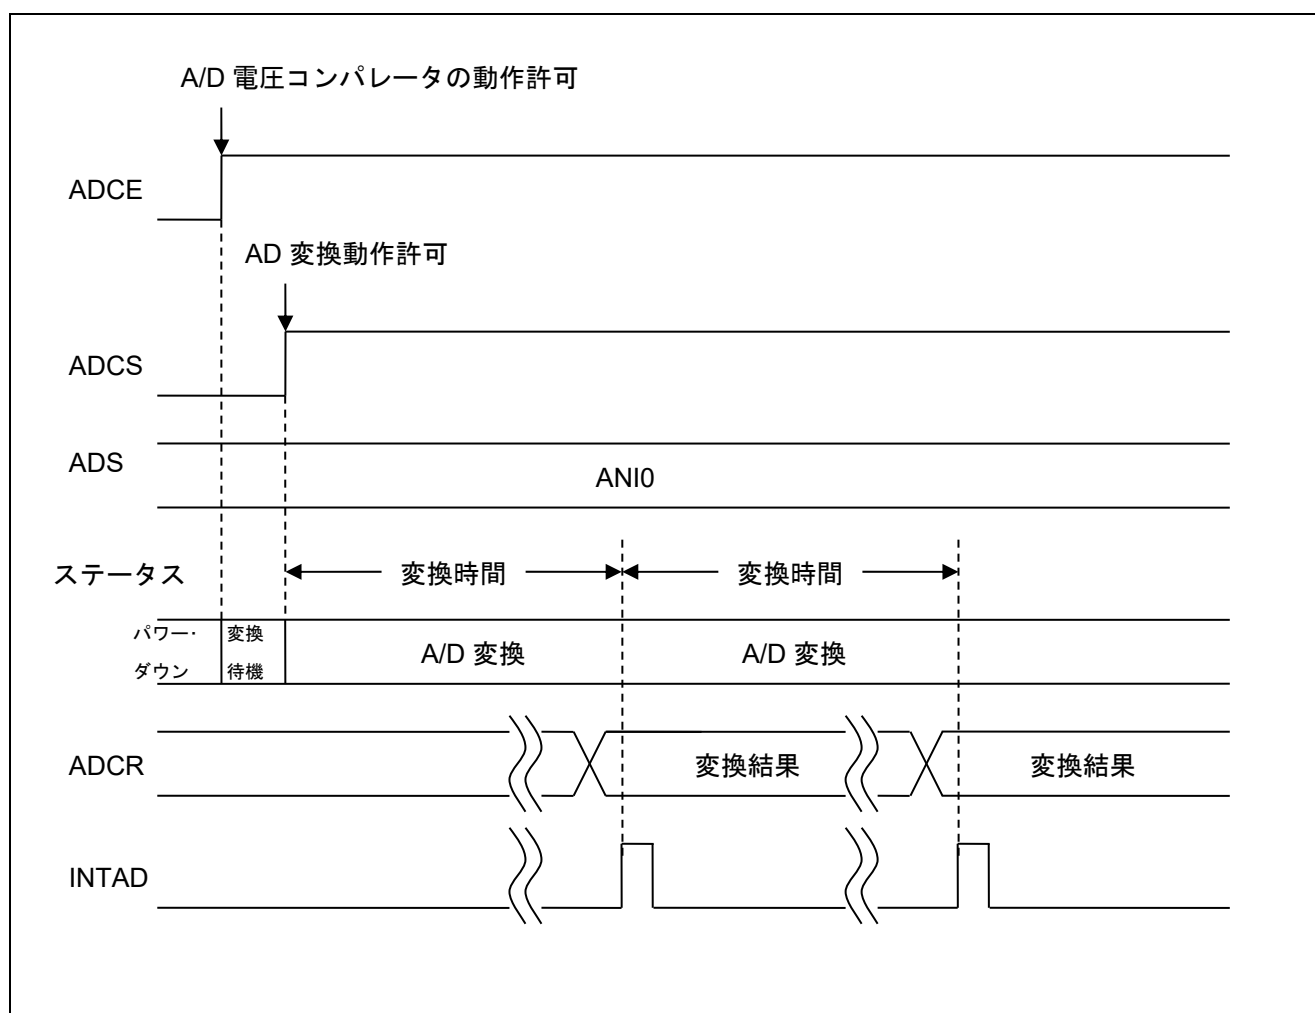 A/D 電圧コンパレータの動作許可
ADCE
AD 変換動作許可
ADCS
ADS
ANI0
ステータス
変換時間
変換時間
パワー・
ダウン
変換
待機
A/D 変換
A/D 変換
ADCR
変換結果
変換結果
INTAD